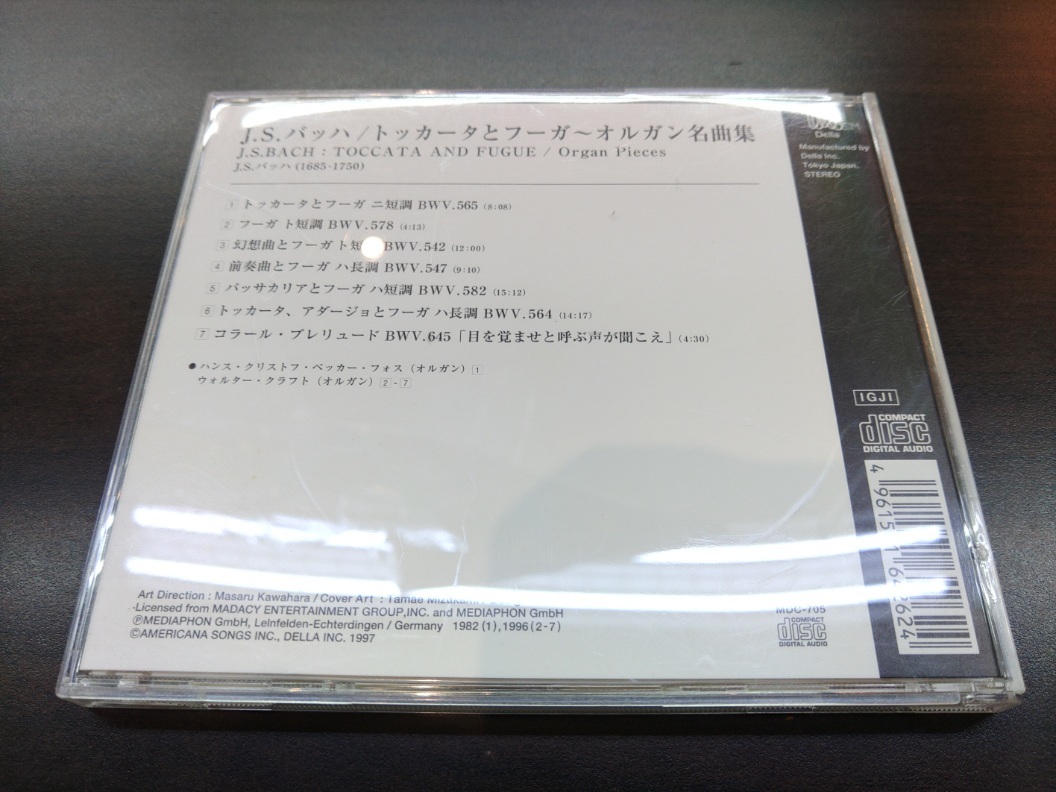 J.S.バッハ/トッカータとフーガ~オルガン名曲集
J.S.BACH : TOCCATA AND FUGUE / Organ Pieces
J.S.バッハ(1685-1750)
1 トッカータとフーガ ニ短調 BWV.565 (8:08)
2 フーガ ト短調 BWV.578 (4:13)
3 幻想曲とフーガ ト短 BWV.542 (12:00)
4 前奏曲とフーガ ハ長調 BWV.547 (9:10)
5 パッサカリアとフーガ ハ短調 BWV.582 (15:12)
6 トッカータ、アダージョとフーガ ハ長調 BWV.564 (14:17)
7 コラール・プレリュード BWV.645「目を覚ませと呼ぶ声が聞こえ」(4:30)
●ハンス・クリストフ・ベッカー・フォス(オルガン)1
ウォルター・クラフト(オルガン)2-7
Art Direction : Masaru Kawahara / Cover Art : Tamae
Licensed from MADACY ENTERTAINMENT GROUP,INC. and MEDIAPHON GmbH
ⓅMEDIAPHON GmbH, Leinfelden-Echterdingen / Germany 1982 (1), 1996 (2-7)
©AMERICANA SONGS INC., DELLA INC. 1997
MDC-705
COMPACT
disc
DIGITAL AUDIO
Della
Manufactured by
Della Inc.
Tokyo Japan.
STEREO
IGJI
COMPACT
disc
DIGITAL AUDIO